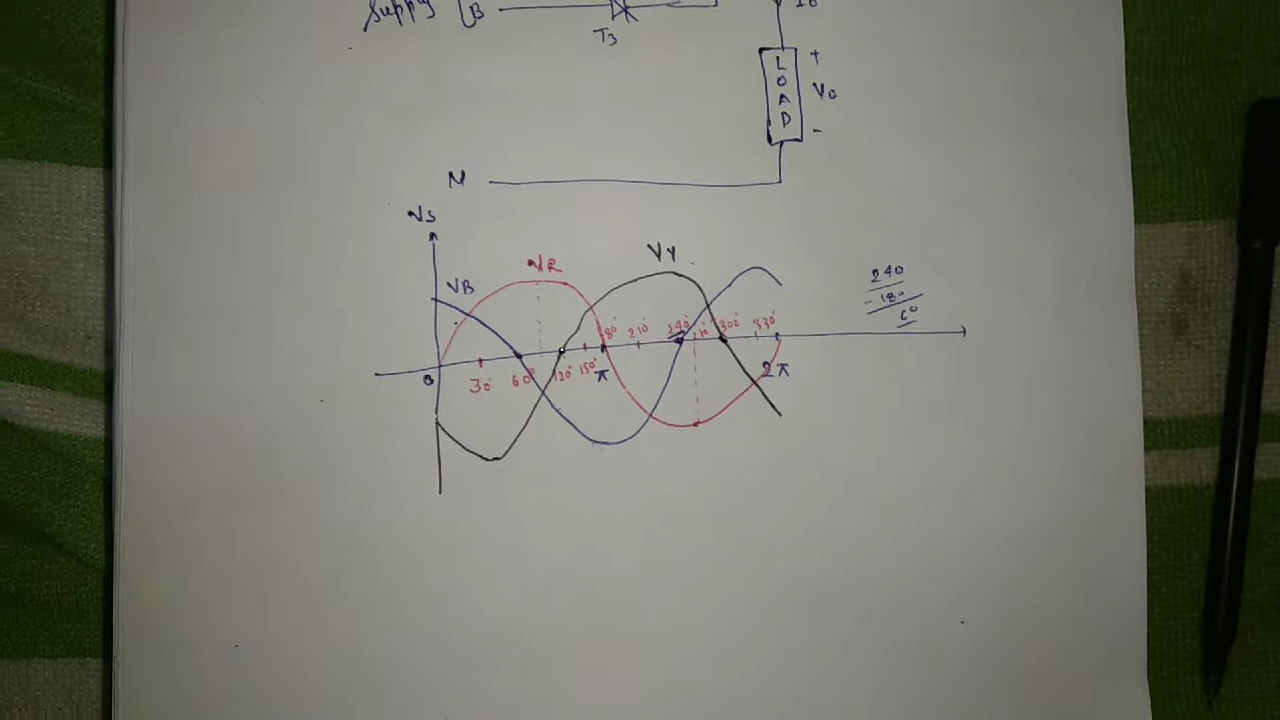 Supply B
T3
Io
+
LOAD
Vo
-
N
Vs
VB
VR
VY
240
- 180
60
0
30°
60°
120°
150°
180°
π
210°
240°
300°
330°
2π